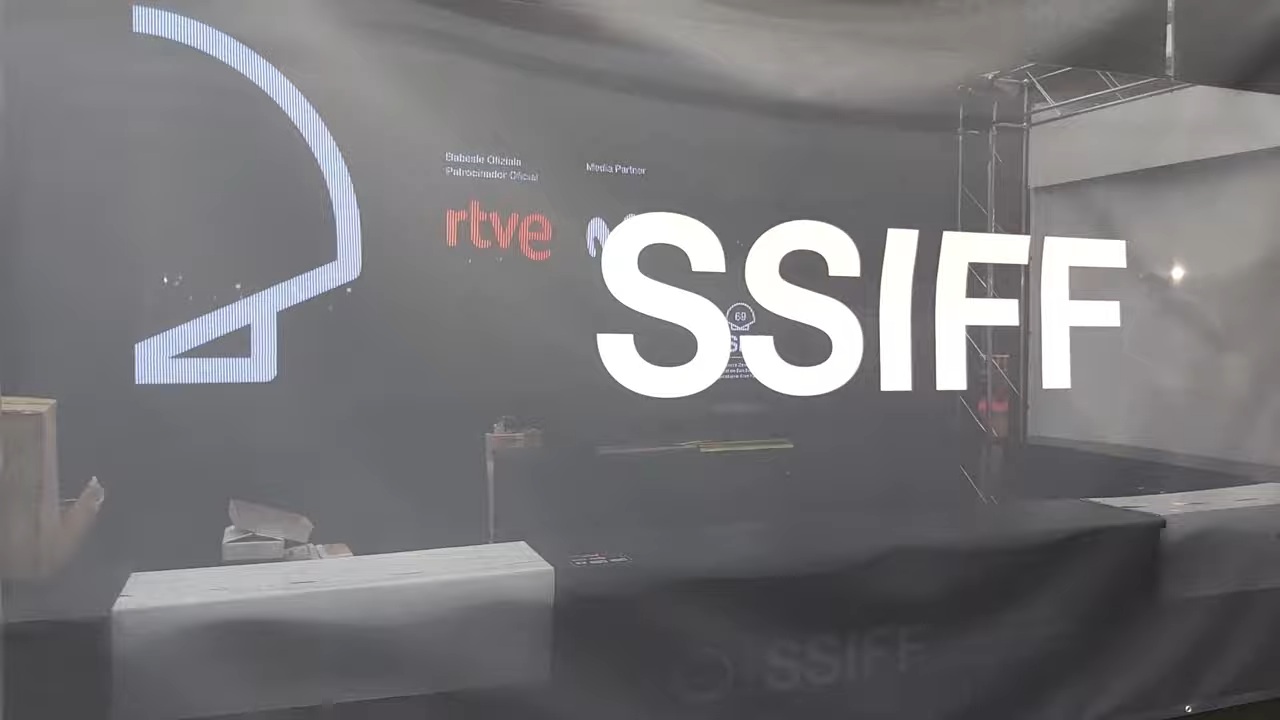 Babesle Ofiziala
Patrocinador Oficial
Media Partner
rtve
SSIFF
69
SSIFF